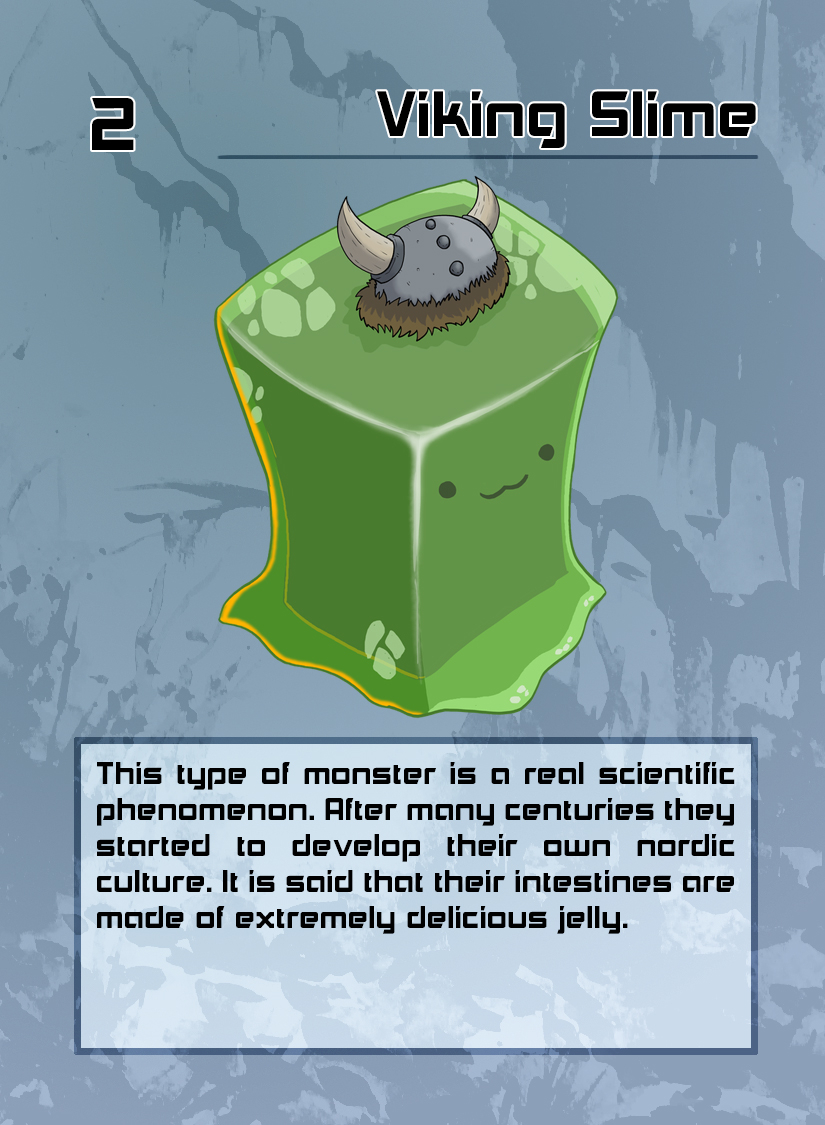 2
Viking Slime
This type of monster is a real scientific
phenomenon. After many centuries they
started to develop their own nordic
culture. It is said that their intestines are
made of extremely delicious jelly.